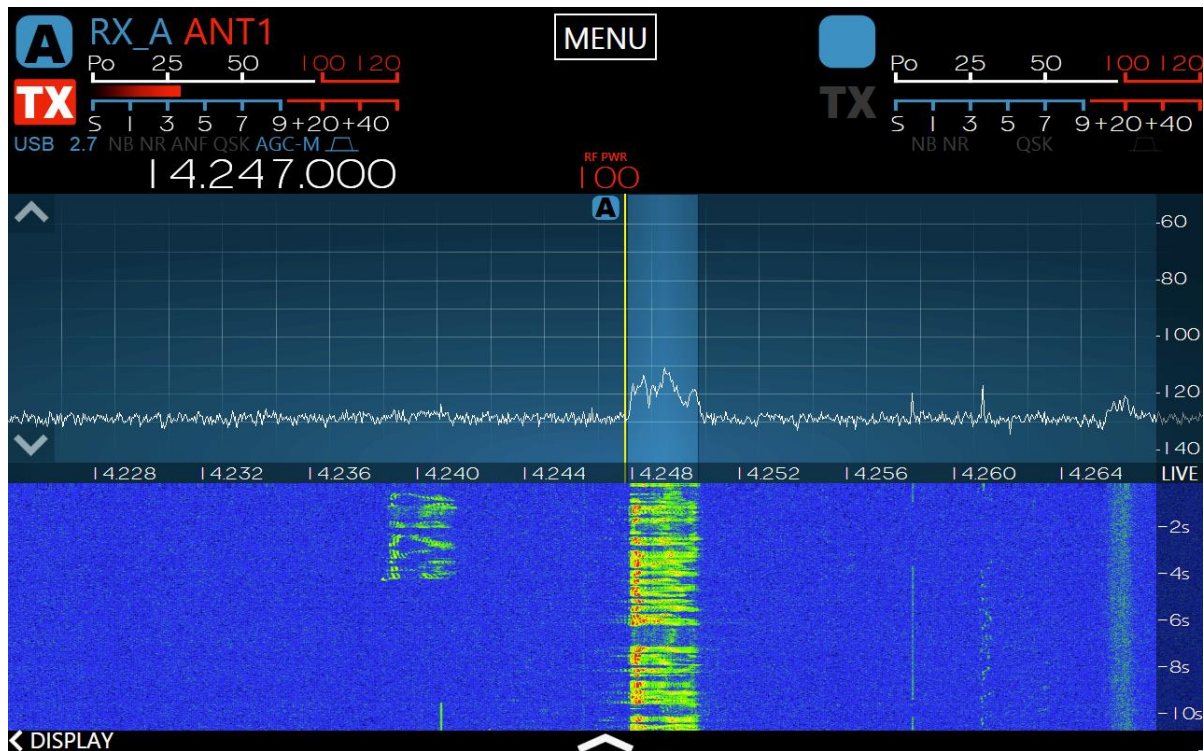 A RX_A ANT1 MENU
Po 25 50 100 120 Po 25 50 100 120
TX TX
S 1 3 5 7 9+20+40 S 1 3 5 7 9+20+40
USB 2.7 NB NR ANF QSK AGC-M NB NR QSK
14.247.000
RF PWR
100
A
-60
-80
-100
-120
-140
14.228 14.232 14.236 14.240 14.244 14.248 14.252 14.256 14.260 14.264 LIVE
-2s
-4s
-6s
-8s
-10s
< DISPLAY